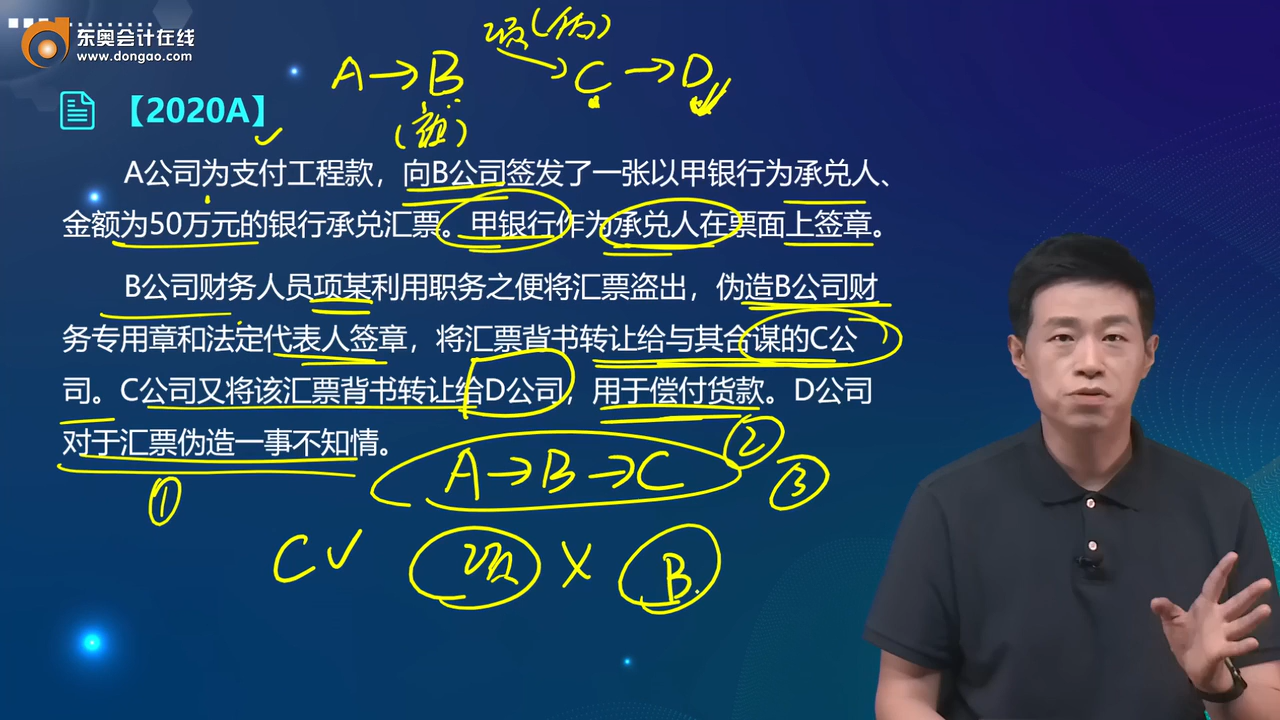 东奥会计在线
www.dongao.com
项(伪)
A→B
C→D
【2020A】
A公司为支付工程款，向B公司签发了一张以甲银行为承兑人、
金额为50万元的银行承兑汇票。甲银行作为承兑人在票面上签章。
B公司财务人员项某利用职务之便将汇票盗出，伪造B公司财
务专用章和法定代表人签章，将汇票背书转让给与其合谋的C公
司。C公司又将该汇票背书转让给D公司，用于偿付货款。D公司
对于汇票伪造一事不知情。
A→B→C
②
①
③
C✓ 项 × B